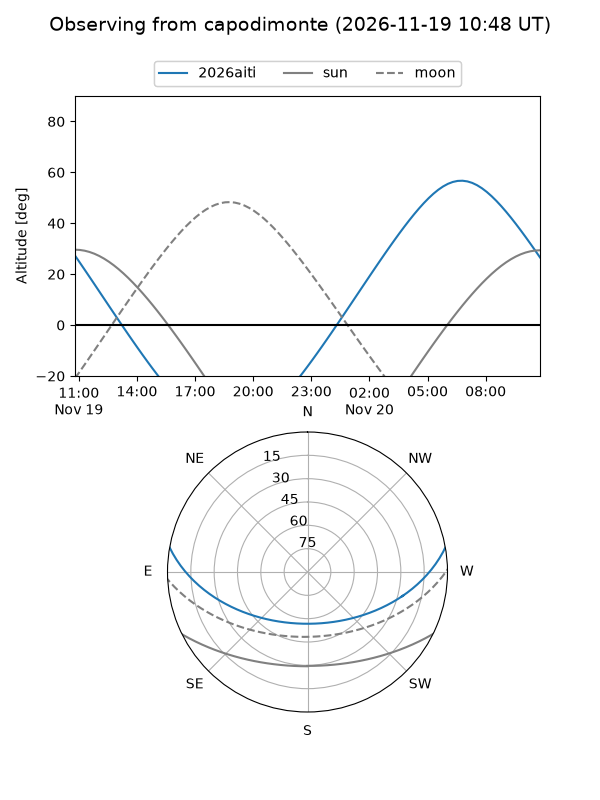 Observing from capodimonte (2026-11-19 10:48 UT)
2026aiti sun moon
Altitude [deg]
80
60
40
20
0
−20
11:00 14:00 17:00 20:00 23:00 02:00 05:00 08:00
Nov 19 Nov 20
N
NE NW
15
30
45
60
75
E W
SE SW
S